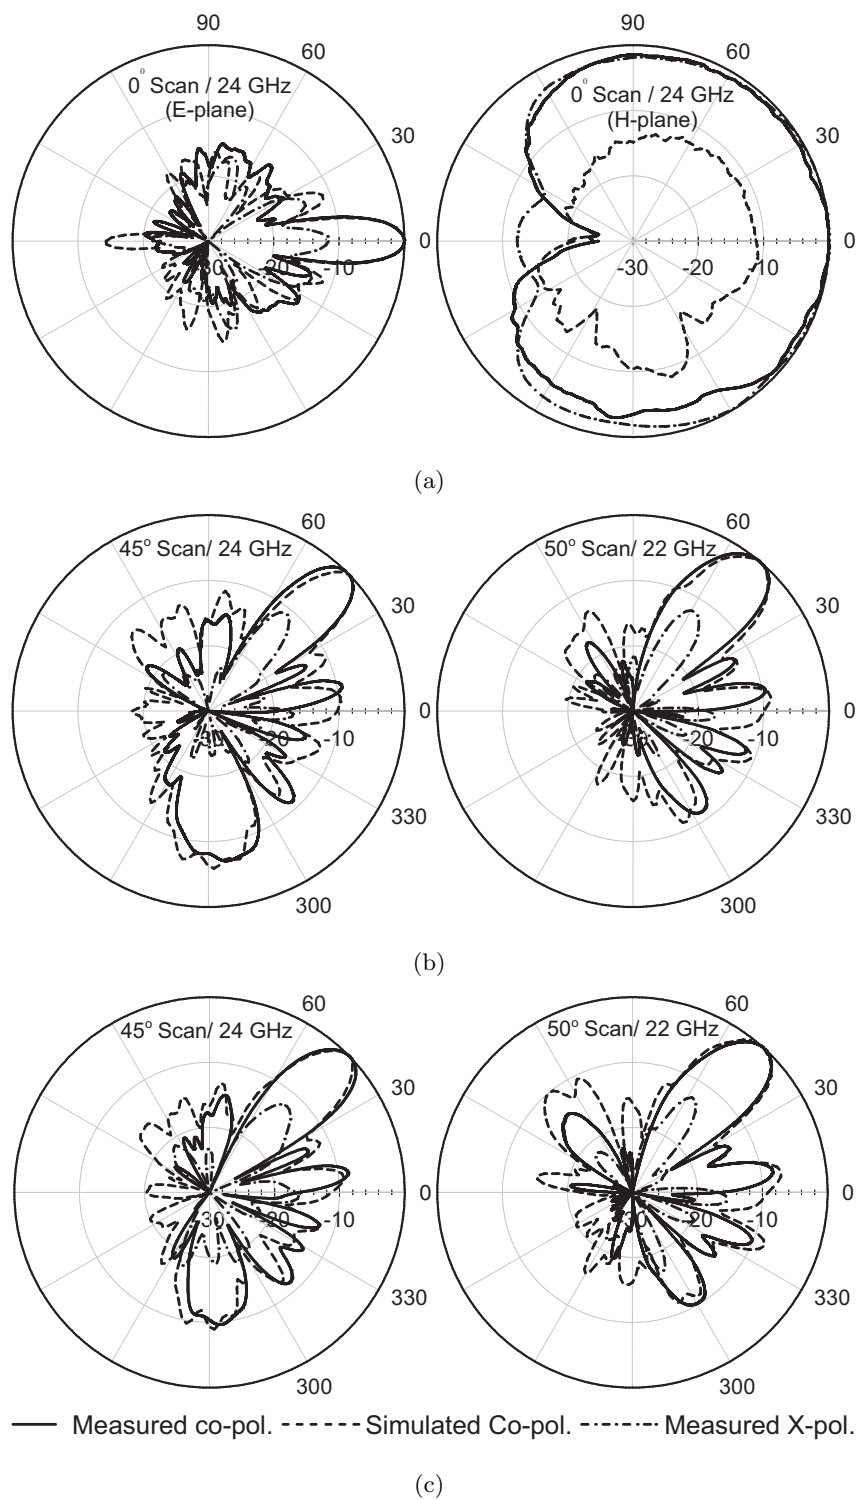 90
90
60
60
0° Scan / 24 GHz
(E-plane)
0° Scan / 24 GHz
(H-plane)
30
30
0
0
-30 -20 -10
-30 -20 -10
(a)
60
60
45° Scan/ 24 GHz
50° Scan/ 22 GHz
30
30
0
0
-30 -20 -10
-30 -20 -10
330
330
300
300
(b)
60
60
45° Scan/ 24 GHz
50° Scan/ 22 GHz
30
30
0
0
-30 -20 -10
-30 -20 -10
330
330
300
300
Measured co-pol. Simulated Co-pol. Measured X-pol.
(c)